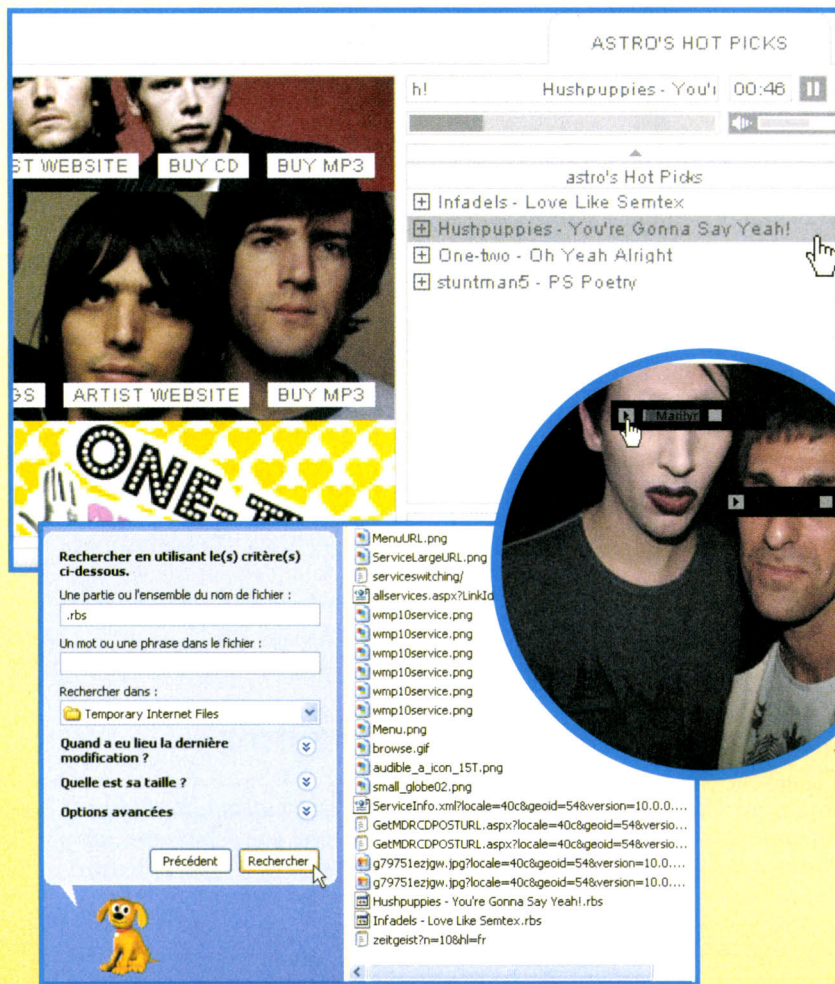 ASTRO'S HOT PICKS
h! Hushpuppies - You'r 00:46
ST WEBSITE BUY CD BUY MP3
astro's Hot Picks
Infadels - Love Like Semtex
Hushpuppies - You're Gonna Say Yeah!
One-two - Oh Yeah Alright
stuntman5 - PS Poetry
GS ARTIST WEBSITE BUY MP3
Marilyn
ONE-T
Rechercher en utilisant le(s) critère(s)
ci-dessous.
Une partie ou l'ensemble du nom de fichier :
.rbs
Un mot ou une phrase dans le fichier :
Rechercher dans :
Temporary Internet Files
Quand a eu lieu la dernière
modification ?
Quelle est sa taille ?
Options avancées
Précédent Rechercher
MenuURL.png
ServiceLargeURL.png
serviceswitching/
allservices.aspx?LinkId
wmp10service.png
wmp10service.png
wmp10service.png
wmp10service.png
wmp10service.png
wmp10service.png
Menu.png
browse.gif
audible_a_icon_15T.png
small_globe02.png
ServiceInfo.xml?locale=40c&geoid=54&version=10.0.0....
GetMDRCDPOSTURL.aspx?locale=40c&geoid=54&versio...
GetMDRCDPOSTURL.aspx?locale=40c&geoid=54&versio...
g79751ezjgw.jpg?locale=40c&geoid=54&version=10.0....
g79751ezjgw.jpg?locale=40c&geoid=54&version=10.0....
Hushpuppies - You're Gonna Say Yeah!.rbs
Infadels - Love Like Semtex.rbs
zeitgeist?n=10&hl=fr